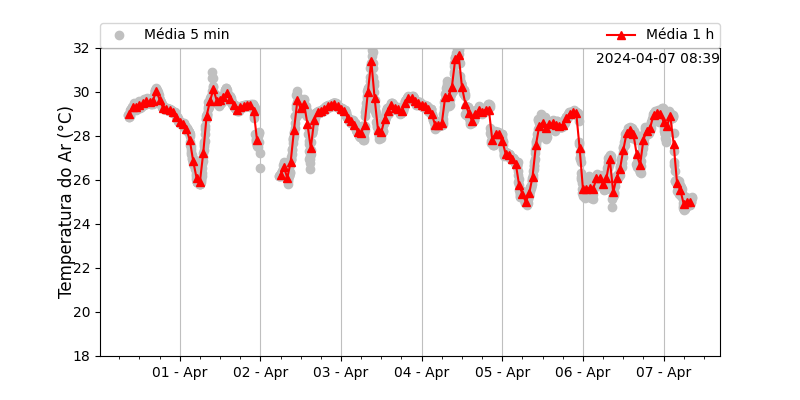 Média 5 min
Média 1 h
2024-04-07 08:39
Temperatura do Ar (°C)
32
30
28
26
24
22
20
18
01 - Apr
02 - Apr
03 - Apr
04 - Apr
05 - Apr
06 - Apr
07 - Apr